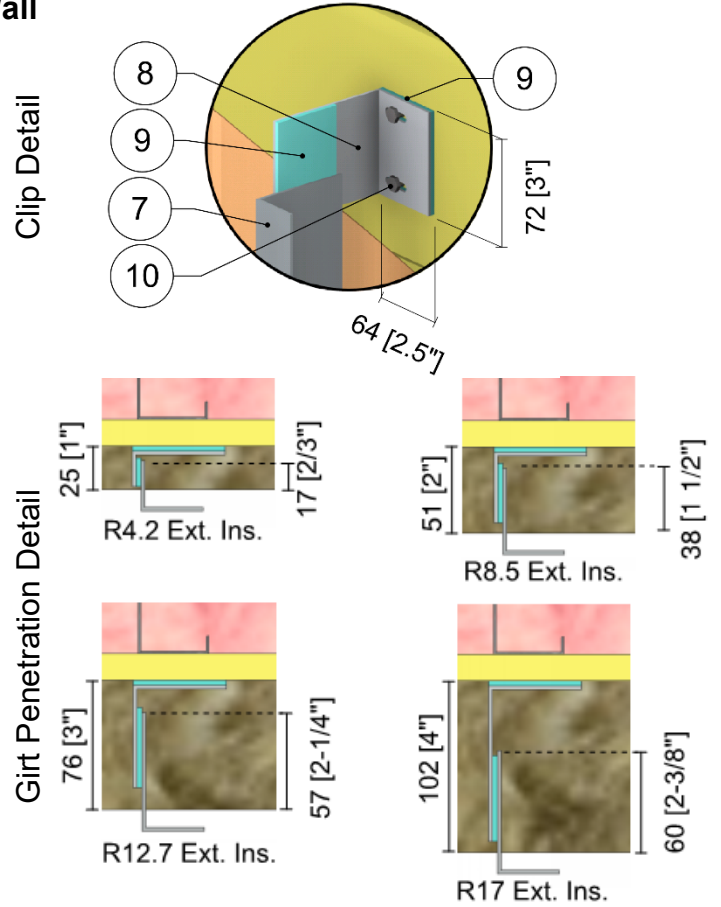 all
Clip Detail
8
9
9
7
10
72 [3"]
64 [2.5"]
Girt Penetration Detail
25 [1"]
17 [2/3"]
R4.2 Ext. Ins.
51 [2"]
38 [1 1/2"]
R8.5 Ext. Ins.
76 [3"]
57 [2-1/4"]
R12.7 Ext. Ins.
102 [4"]
60 [2-3/8"]
R17 Ext. Ins.